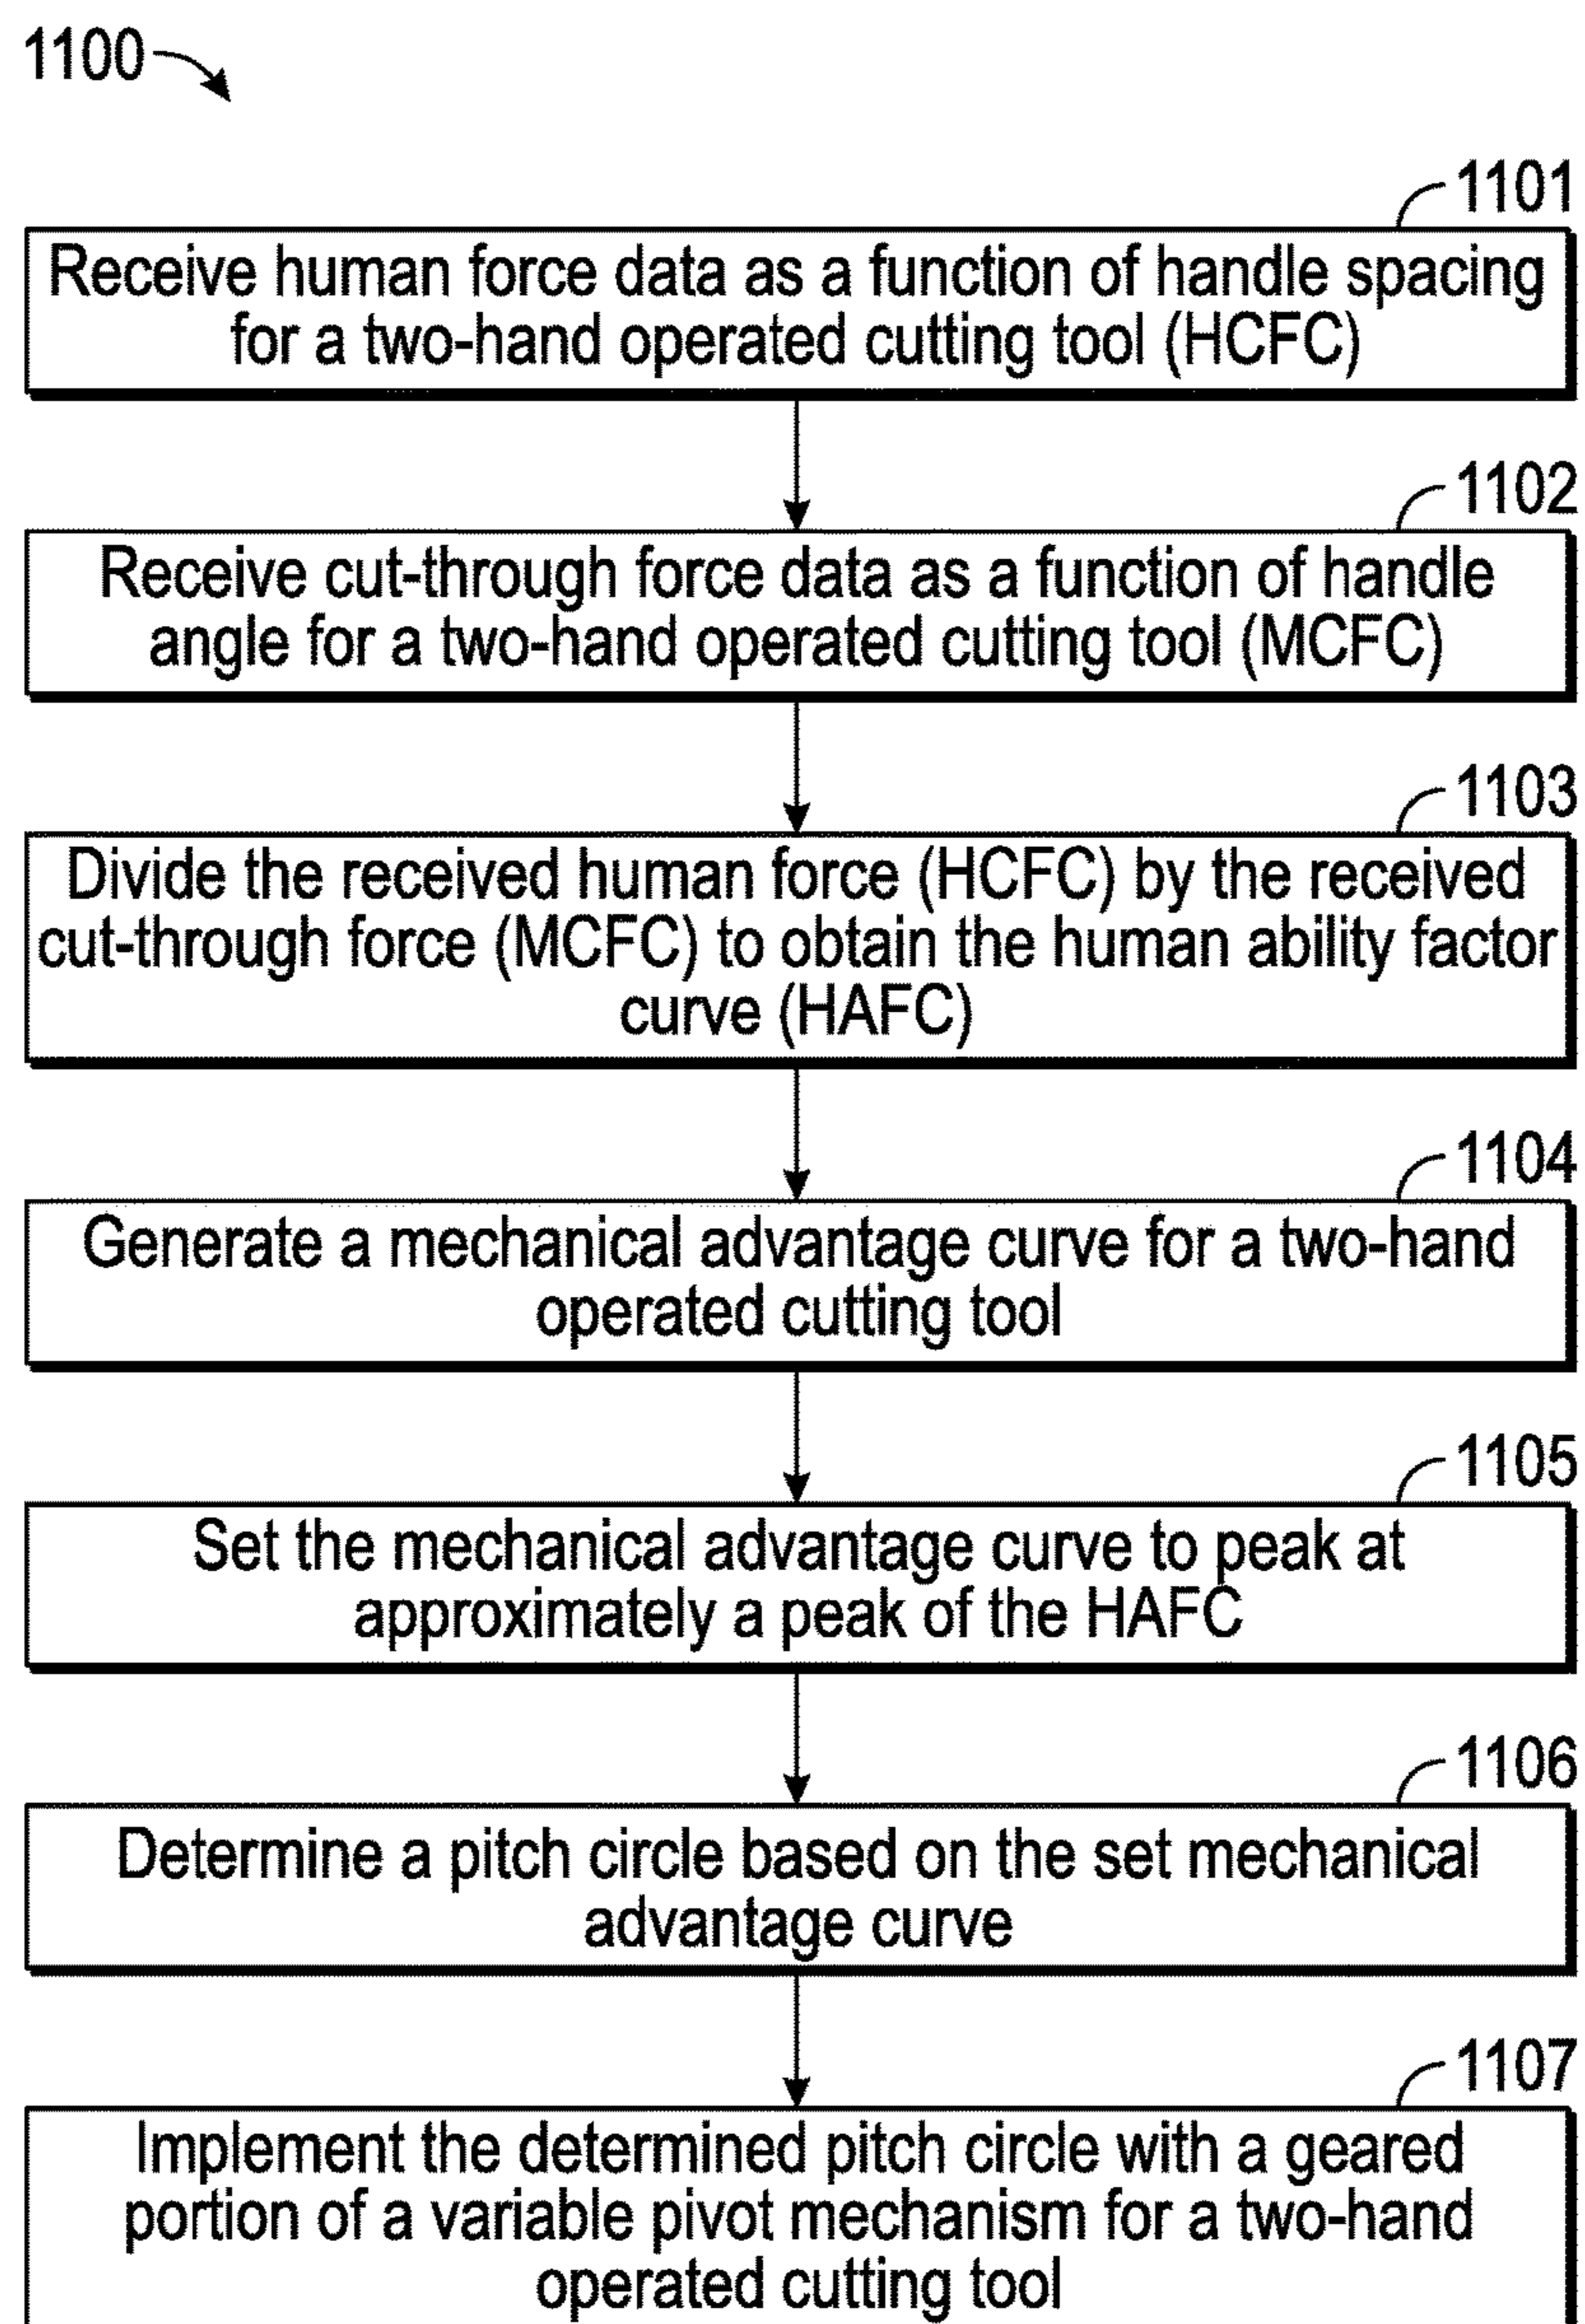 1100
1101
Receive human force data as a function of handle spacing
for a two-hand operated cutting tool (HCFC)
1102
Receive cut-through force data as a function of handle
angle for a two-hand operated cutting tool (MCFC)
1103
Divide the received human force (HCFC) by the received
cut-through force (MCFC) to obtain the human ability factor
curve (HAFC)
1104
Generate a mechanical advantage curve for a two-hand
operated cutting tool
1105
Set the mechanical advantage curve to peak at
approximately a peak of the HAFC
1106
Determine a pitch circle based on the set mechanical
advantage curve
1107
Implement the determined pitch circle with a geared
portion of a variable pivot mechanism for a two-hand
operated cutting tool